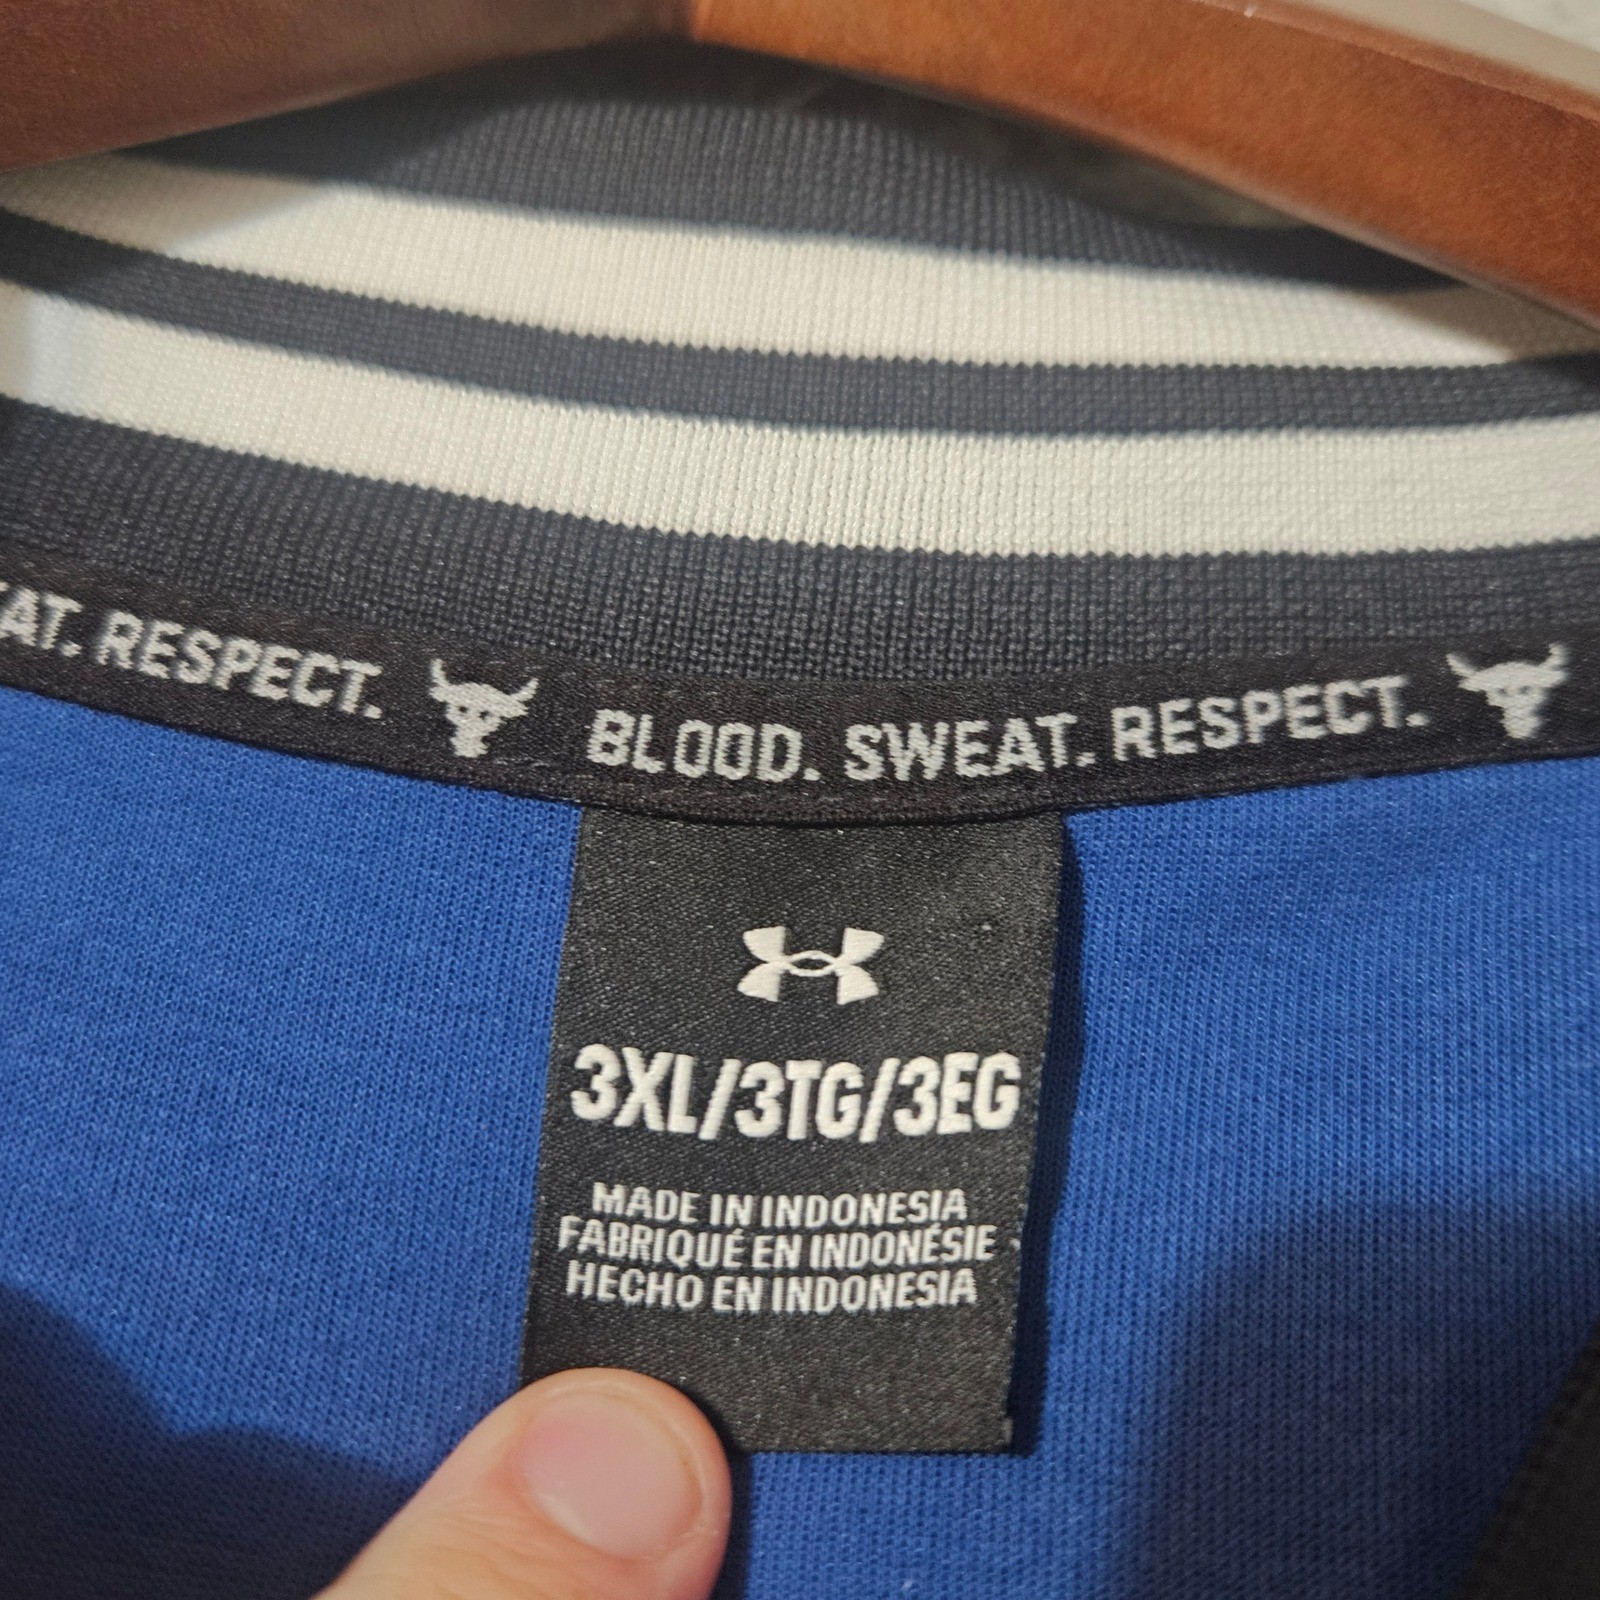 AT. RESPECT. BLOOD. SWEAT. RESPECT.
3XL/3TG/3EG
MADE IN INDONESIA
FABRIQUÉ EN INDONÉSIE
HECHO EN INDONESIA